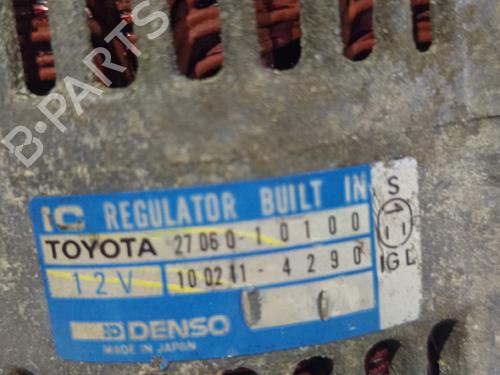 B-PARTS
IC REGULATOR BUILT IN
TOYOTA 27060-10100
12V 100211-4290
DENSO
MADE IN JAPAN
S
IG L